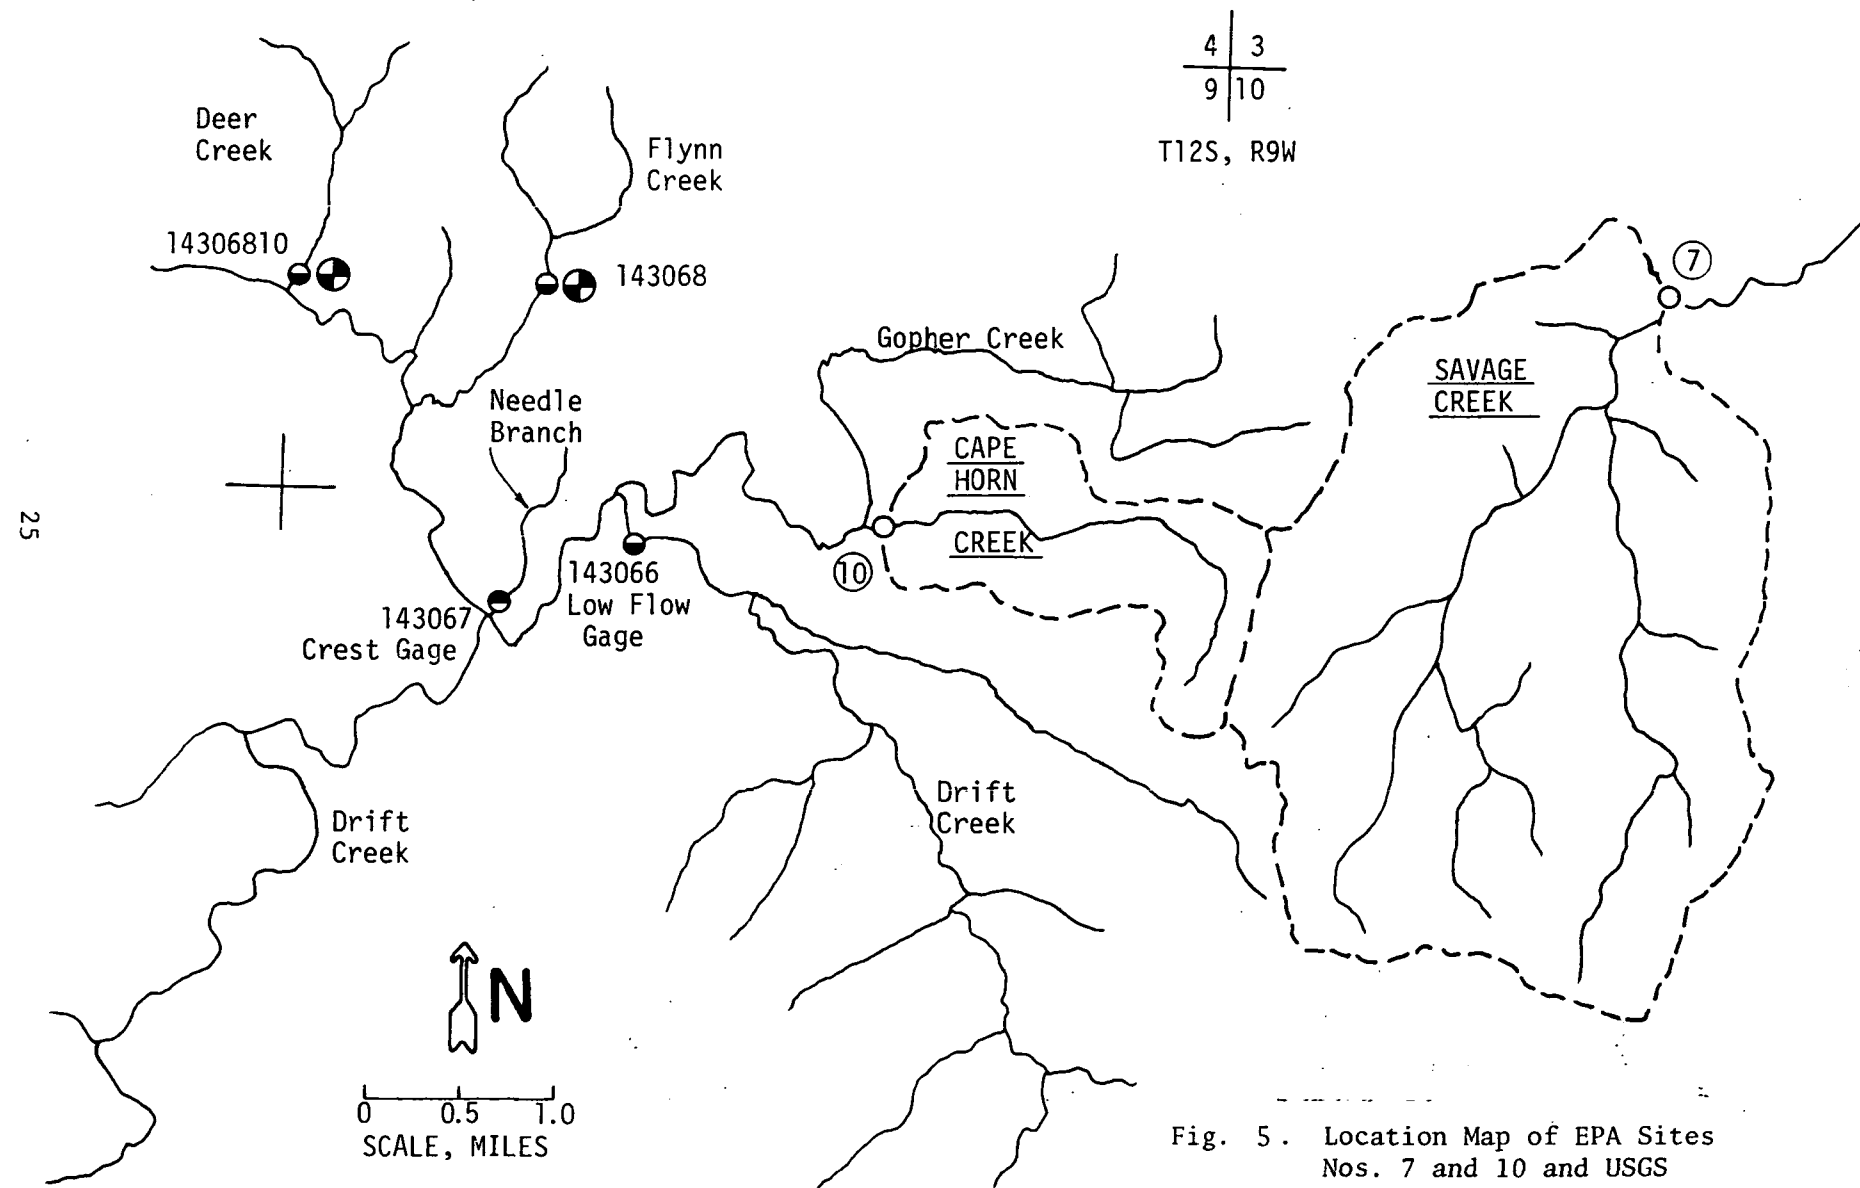 4 3
9 10
T12S, R9W
Deer
Creek
Flynn
Creek
14306810
143068
7
Gopher Creek
SAVAGE
CREEK
Needle
Branch
CAPE
HORN
CREEK
10
25
143066
Low Flow
Gage
143067
Crest Gage
Drift
Creek
Drift
Creek
N
0 0.5 1.0
SCALE, MILES
Fig. 5. Location Map of EPA Sites
Nos. 7 and 10 and USGS